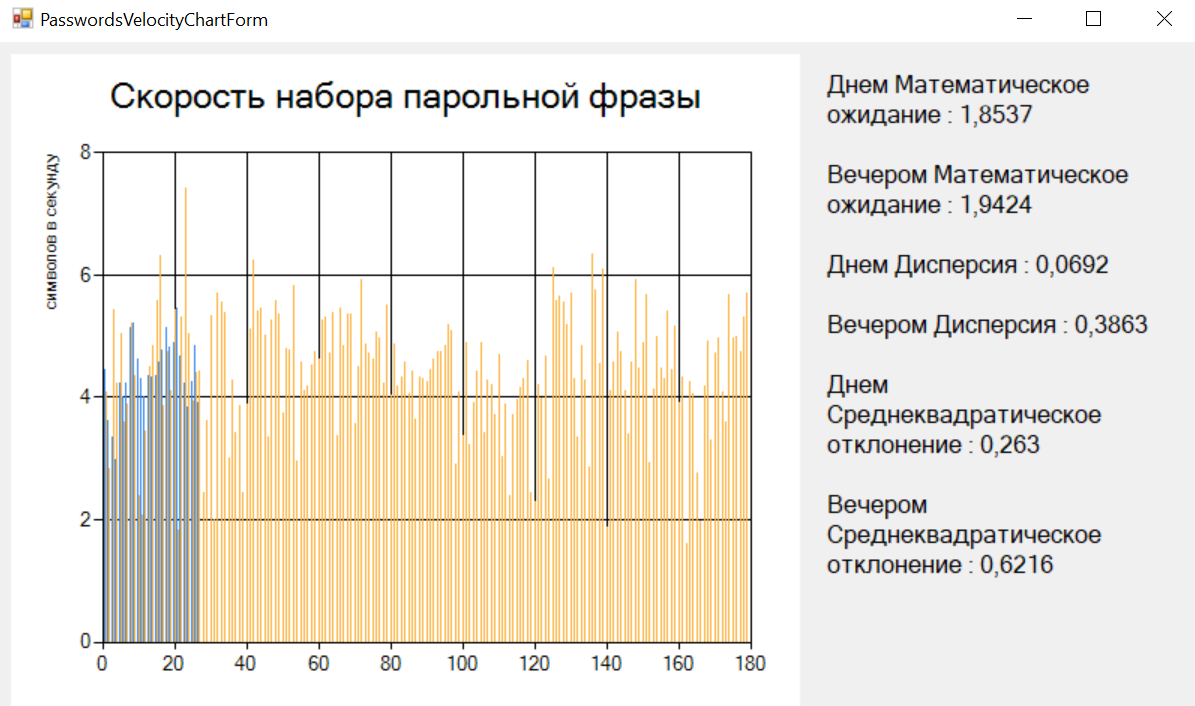 PasswordsVelocityChartForm
Скорость набора парольной фразы
символов в секунду
8
6
4
2
0
0 20 40 60 80 100 120 140 160 180
Днем Математическое
ожидание : 1,8537
Вечером Математическое
ожидание : 1,9424
Днем Дисперсия : 0,0692
Вечером Дисперсия : 0,3863
Днем
Среднеквадратическое
отклонение : 0,263
Вечером
Среднеквадратическое
отклонение : 0,6216